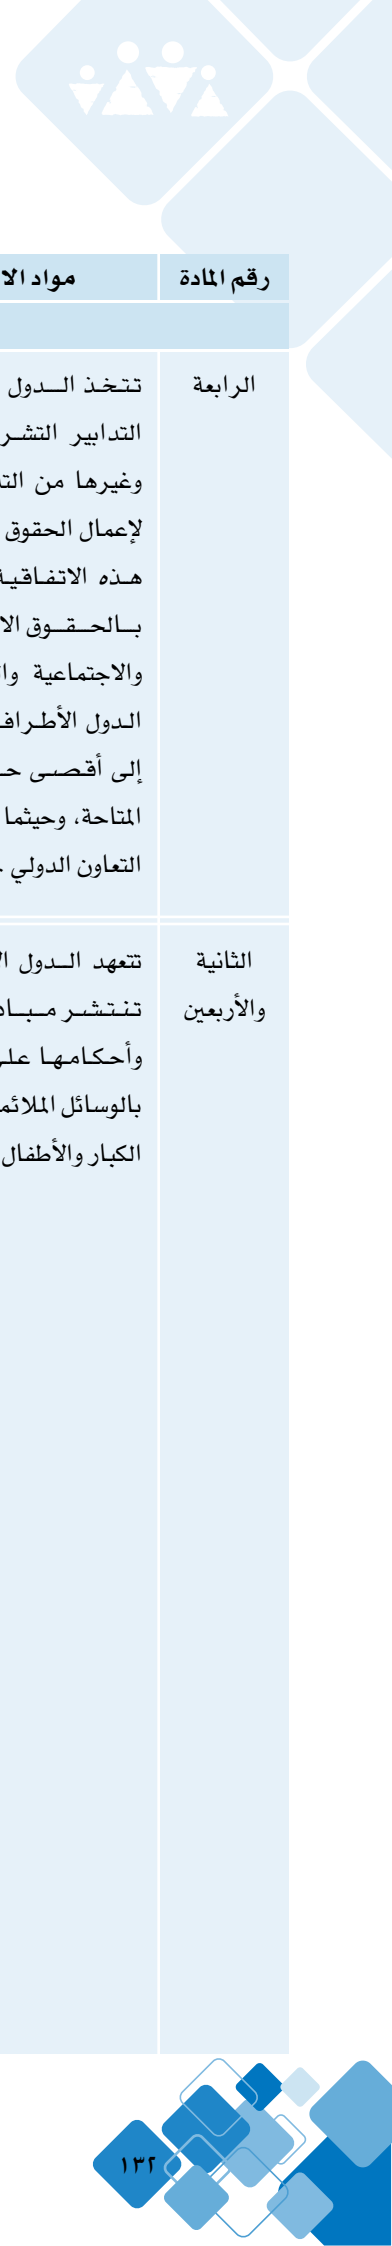 رقم المادة
مواد الا
الرابعة
تتخذ الدول
التدابير التشر
وغيرها من الت
لإعمال الحقوق
هذه الاتفاقية
بالحقوق الا
والاجتماعية وا
الدول الأطراف
إلى أقصى حـ
المتاحة، وحيثما
التعاون الدولي
الثانية
والأربعين
تتعهد الدول ا
تنتشر مبا
وأحكامها على
بالوسائل الملائم
الكبار والأطفال
١٣٢